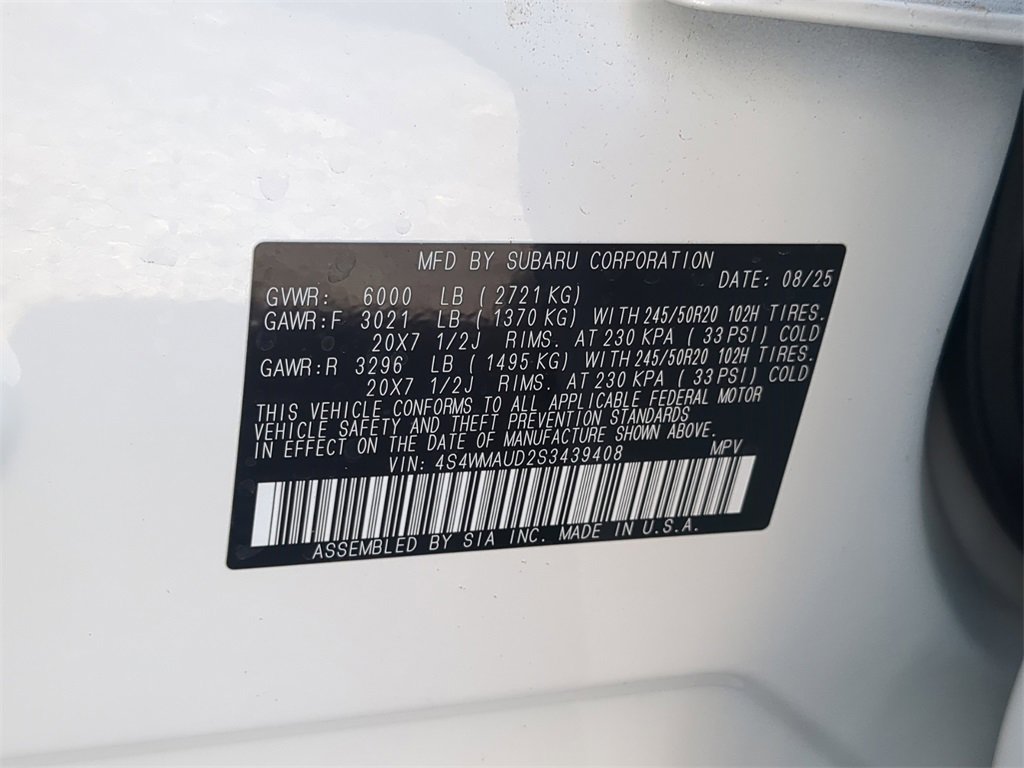 MFD BY SUBARU CORPORATION
DATE: 08/25
GVWR: 6000 LB ( 2721 KG)
GAWR:F 3021 LB ( 1370 KG) WITH 245/50R20 102H TIRES.
20X7 1/2J RIMS. AT 230 KPA ( 33 PSI) COLD
GAWR:R 3296 LB ( 1495 KG) WITH 245/50R20 102H TIRES.
20X7 1/2J RIMS. AT 230 KPA ( 33 PSI) COLD
THIS VEHICLE CONFORMS TO ALL APPLICABLE FEDERAL MOTOR
VEHICLE SAFETY AND THEFT PREVENTION STANDARDS
IN EFFECT ON THE DATE OF MANUFACTURE SHOWN ABOVE.
VIN: 4S4WMAUD2S3439408 MPV
ASSEMBLED BY SIA INC. MADE IN U.S.A.